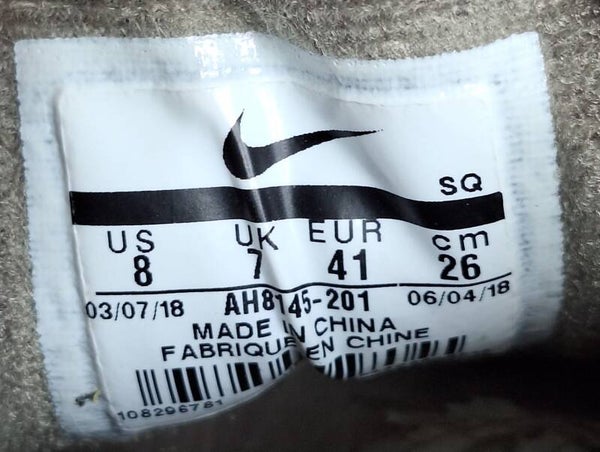 SQ
US UK EUR cm
8 7 41 26
03/07/18 AH8145-201 06/04/18
MADE IN CHINA
FABRIQUE EN CHINE
108296781